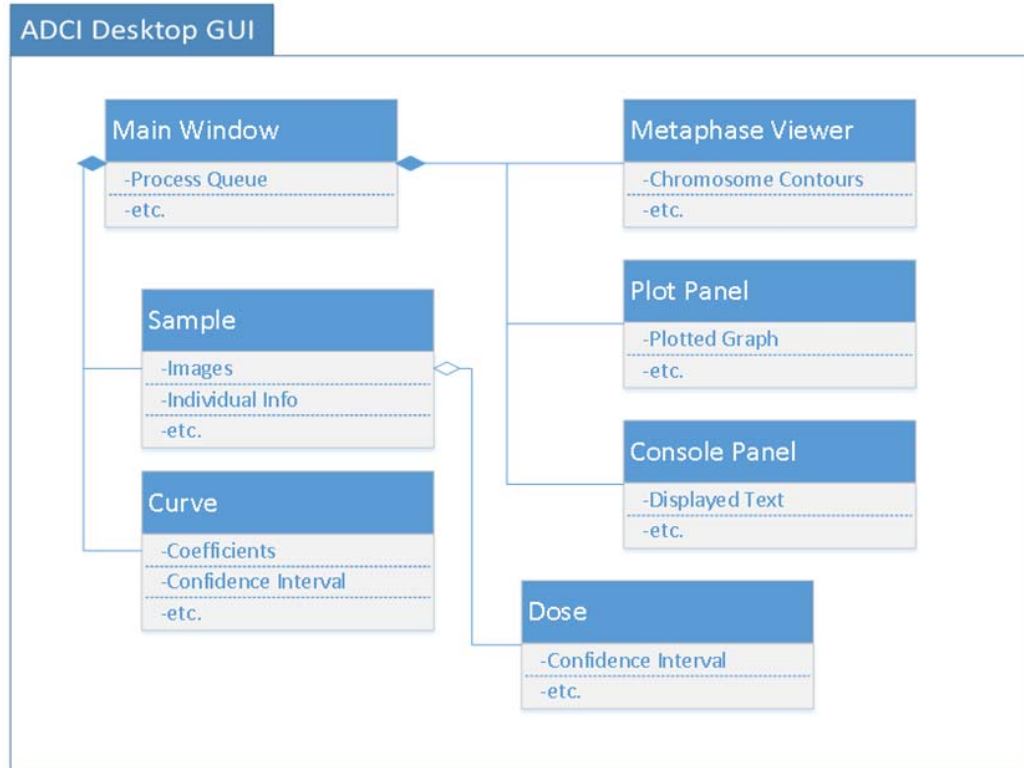 ADCI Desktop GUI
Main Window
-Process Queue
-etc.
Sample
-Images
-Individual Info
-etc.
Curve
-Coefficients
-Confidence Interval
-etc.
Metaphase Viewer
-Chromosome Contours
-etc.
Plot Panel
-Plotted Graph
-etc.
Console Panel
-Displayed Text
-etc.
Dose
-Confidence Interval
-etc.